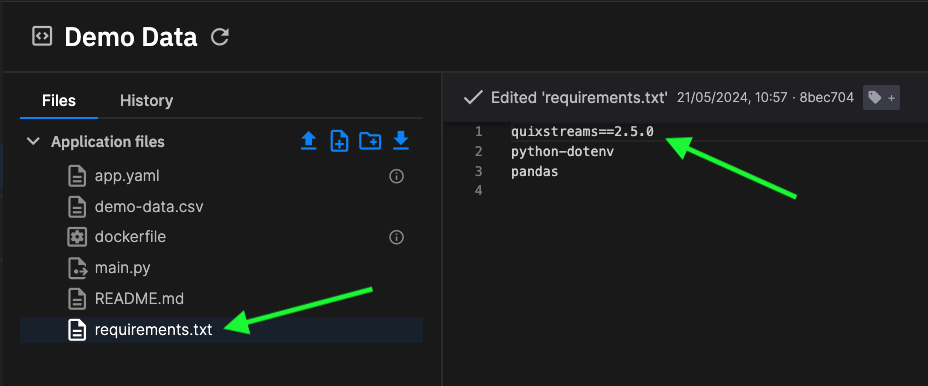 Demo Data
Files
History
Application files
app.yaml
demo-data.csv
dockerfile
main.py
README.md
requirements.txt
Edited 'requirements.txt' 21/05/2024, 10:57 · 8bec704 +
1 quixstreams==2.5.0
2 python-dotenv
3 pandas
4